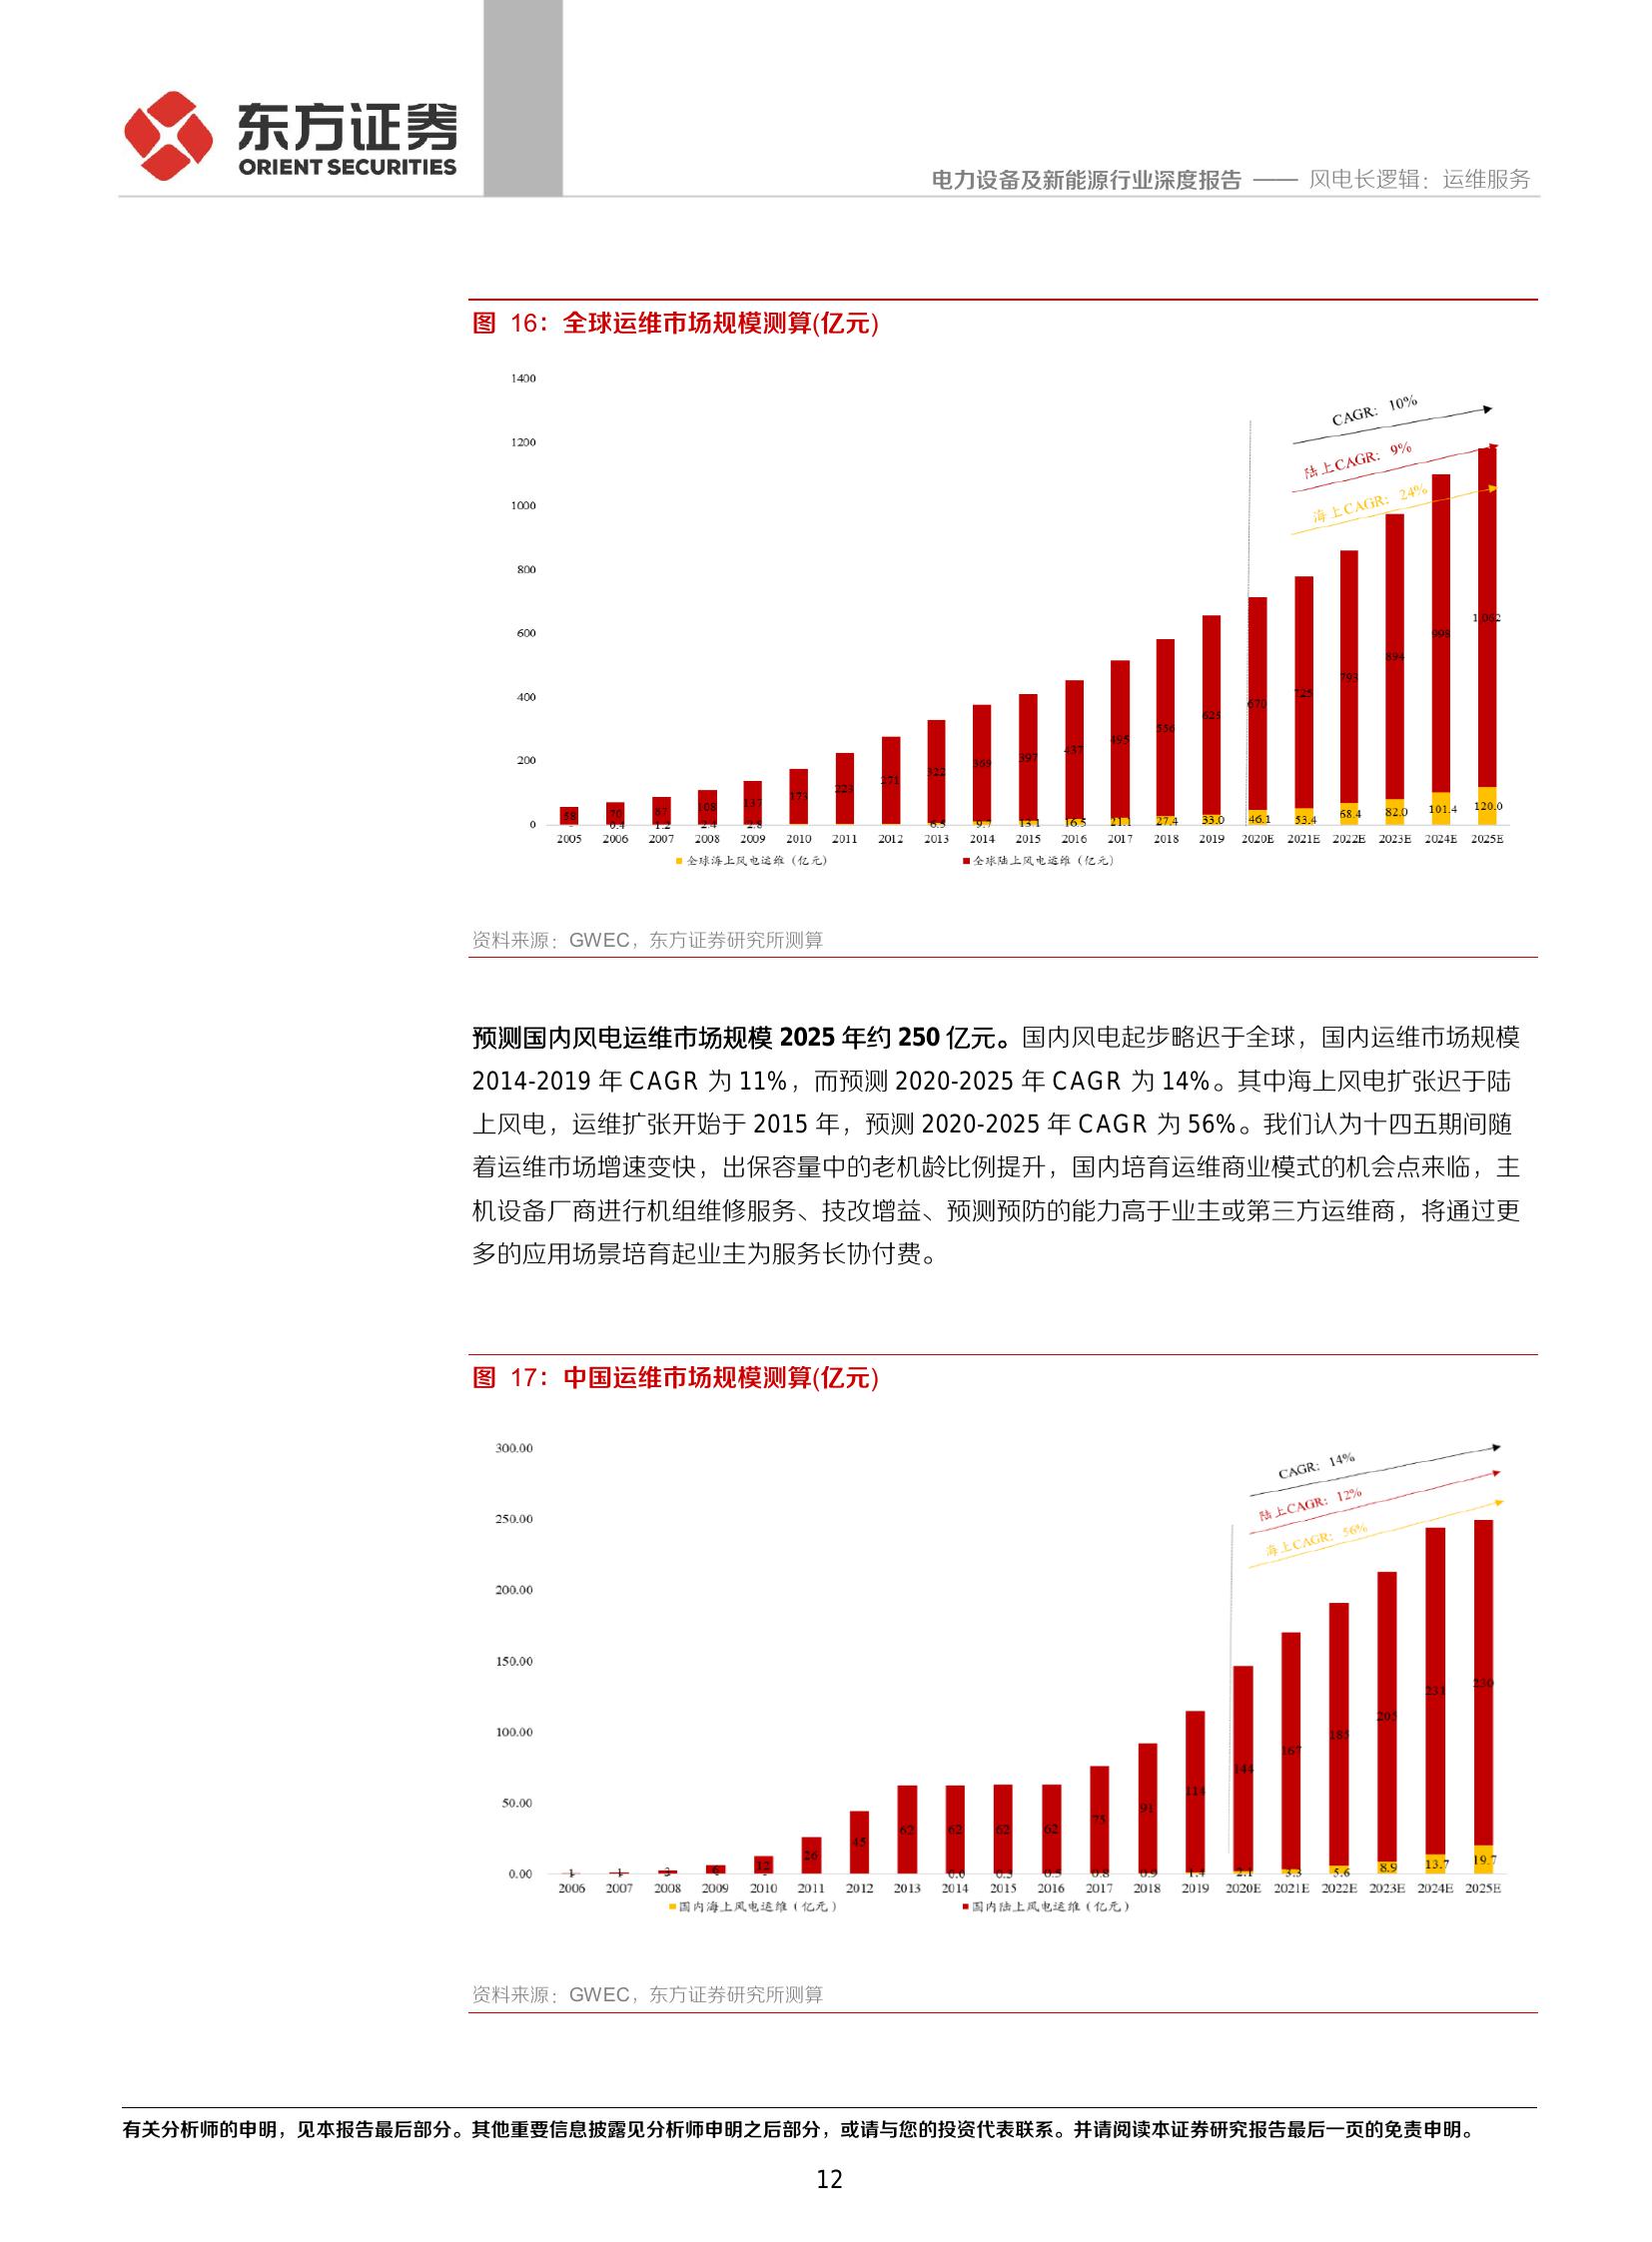 东方证券
ORIENT SECURITIES
电力设备及新能源行业深度报告 —— 风电长逻辑：运维服务
图 16：全球运维市场规模测算(亿元)
1400
1200
1000
800
600
400
200
0
CAGR: 10%
陆上CAGR: 9%
海上CAGR: 24%
58 70 87 108 137 173 223 271 322 369 397 437 495 556 625 670 725 793 894 998 1,062
0.4 1.2 2.4 2.8 6.5 9.7 13.1 16.5 21.1 27.4 33.0 46.1 53.4 68.4 82.0 101.4 120.0
2005 2006 2007 2008 2009 2010 2011 2012 2013 2014 2015 2016 2017 2018 2019 2020E 2021E 2022E 2023E 2024E 2025E
全球海上风电运维（亿元） 全球陆上风电运维（亿元）
资料来源：GWEC，东方证券研究所测算
预测国内风电运维市场规模 2025 年约 250 亿元。国内风电起步略迟于全球，国内运维市场规模
2014-2019 年 CAGR 为 11%，而预测 2020-2025 年 CAGR 为 14%。其中海上风电扩张迟于陆
上风电，运维扩张开始于 2015 年，预测 2020-2025 年 CAGR 为 56%。我们认为十四五期间随
着运维市场增速变快，出保容量中的老机龄比例提升，国内培育运维商业模式的机会点来临，主
机设备厂商进行机组维修服务、技改增益、预测预防的能力高于业主或第三方运维商，将通过更
多的应用场景培育起业主为服务长协付费。
图 17：中国运维市场规模测算(亿元)
300.00
250.00
200.00
150.00
100.00
50.00
0.00
CAGR: 14%
陆上CAGR: 12%
海上CAGR: 56%
1 1 3 6 12 26 45 62 62 62 62 75 91 114 144 167 185 205 231 230
0.8 0.9 1.4 2.1 3.3 5.6 8.9 13.7 19.7
2006 2007 2008 2009 2010 2011 2012 2013 2014 2015 2016 2017 2018 2019 2020E 2021E 2022E 2023E 2024E 2025E
国内海上风电运维（亿元） 国内陆上风电运维（亿元）
资料来源：GWEC，东方证券研究所测算
有关分析师的申明，见本报告最后部分。其他重要信息披露见分析师申明之后部分，或请与您的投资代表联系。并请阅读本证券研究报告最后一页的免责申明。
12